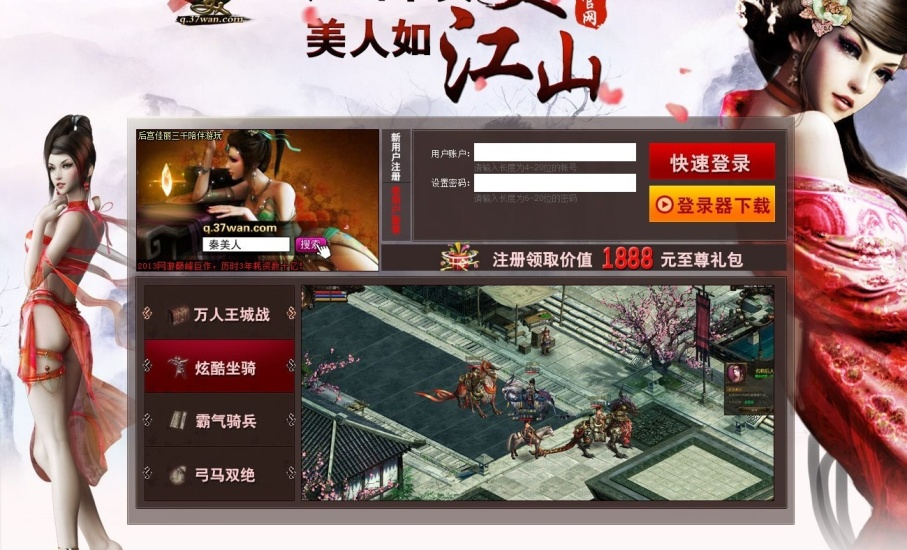 q.37wan.com
官网
美人如
江山
后宫佳丽三千陪伴游玩
q.37wan.com
秦美人
搜索
新用户注册
用户账户:
请输入长度为4-20位的帐号
设置密码:
请输入长度为6-20位的密码
快速登录
登录器下载
注册领取价值 1888 元至尊礼包
万人王城战
炫酷坐骑
霸气骑兵
弓马双绝